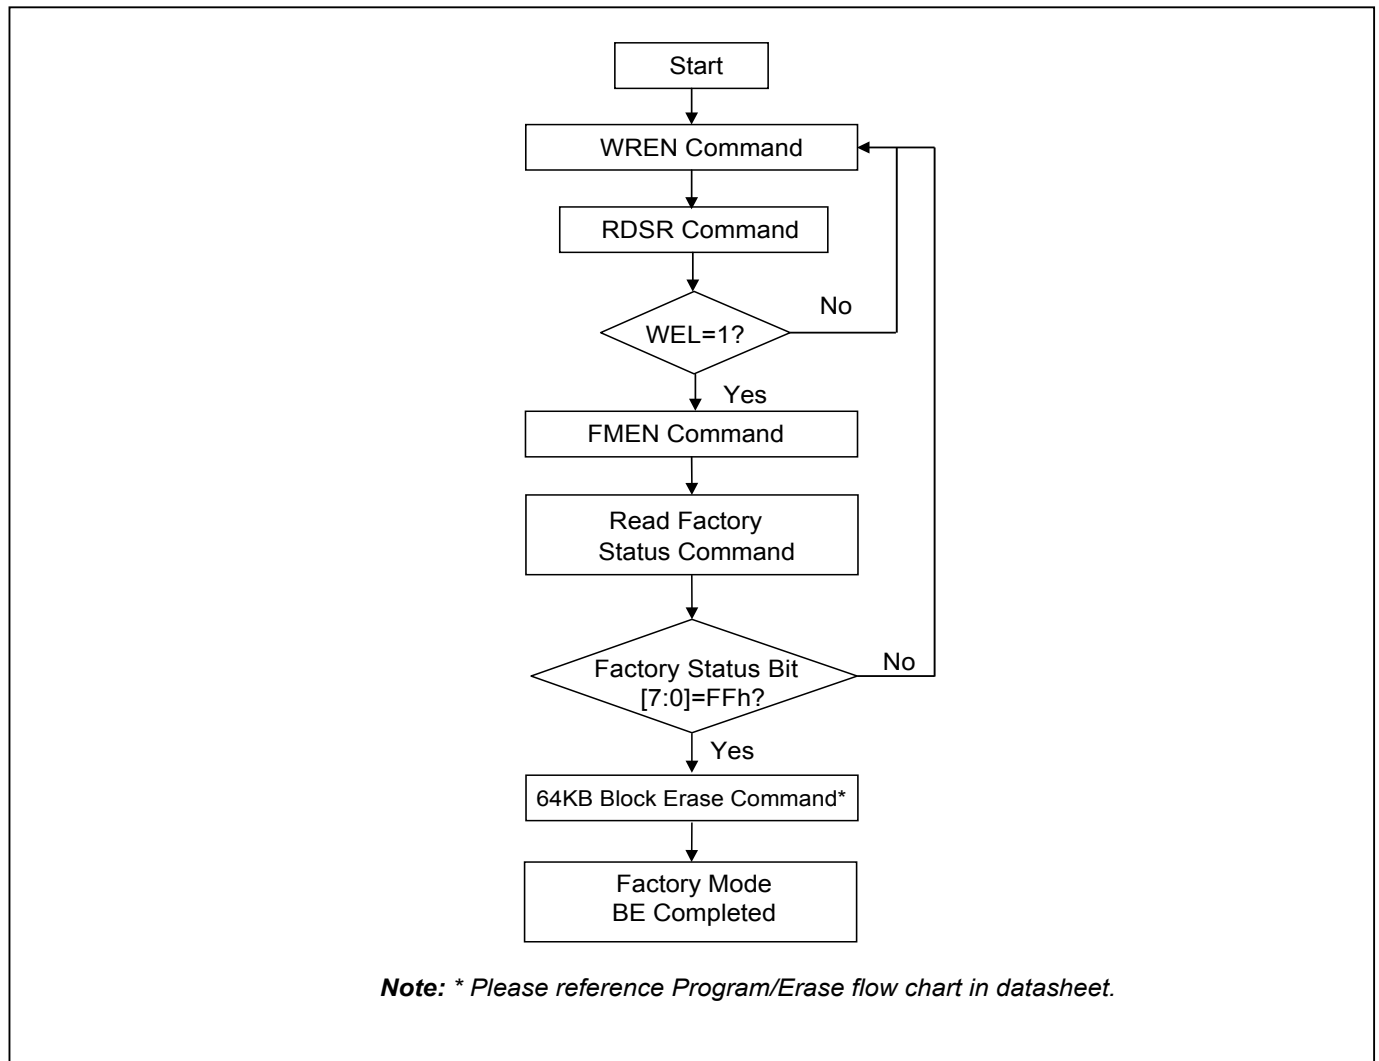 Start
WREN Command
RDSR Command
WEL=1?
No
Yes
FMEN Command
Read Factory
Status Command
Factory Status Bit
[7:0]=FFh?
No
Yes
64KB Block Erase Command*
Factory Mode
BE Completed
Note: * Please reference Program/Erase flow chart in datasheet.